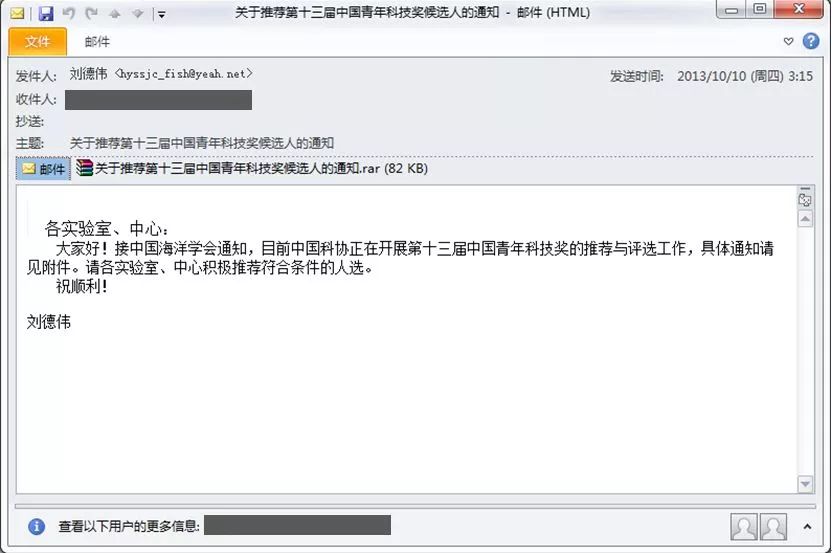 关于推荐第十三届中国青年科技奖候选人的通知 - 邮件 (HTML)
文件 邮件
发件人: 刘德伟 <hyssjc_fish@yeah.net> 发送时间: 2013/10/10 (周四) 3:15
收件人:
抄送:
主题: 关于推荐第十三届中国青年科技奖候选人的通知
邮件 关于推荐第十三届中国青年科技奖候选人的通知.rar (82 KB)
各实验室、中心：
大家好！接中国海洋学会通知，目前中国科协正在开展第十三届中国青年科技奖的推荐与评选工作，具体通知请
见附件。请各实验室、中心积极推荐符合条件的人选。
祝顺利！
刘德伟
查看以下用户的更多信息: